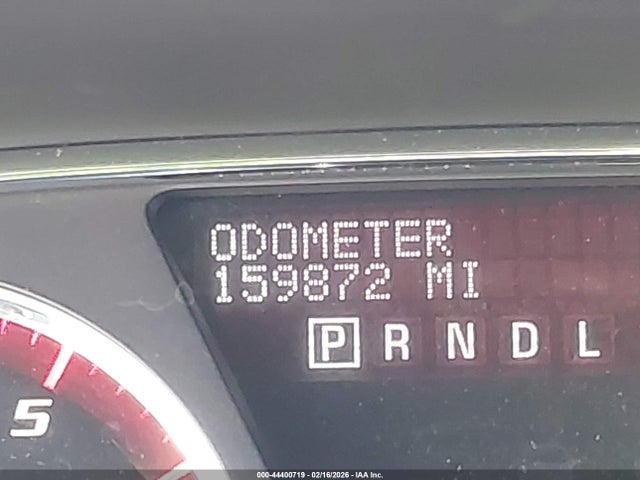 ODOMETER
159872 MI
P R N D L
5
000-44400719 - 02/16/2026 - IAA Inc.